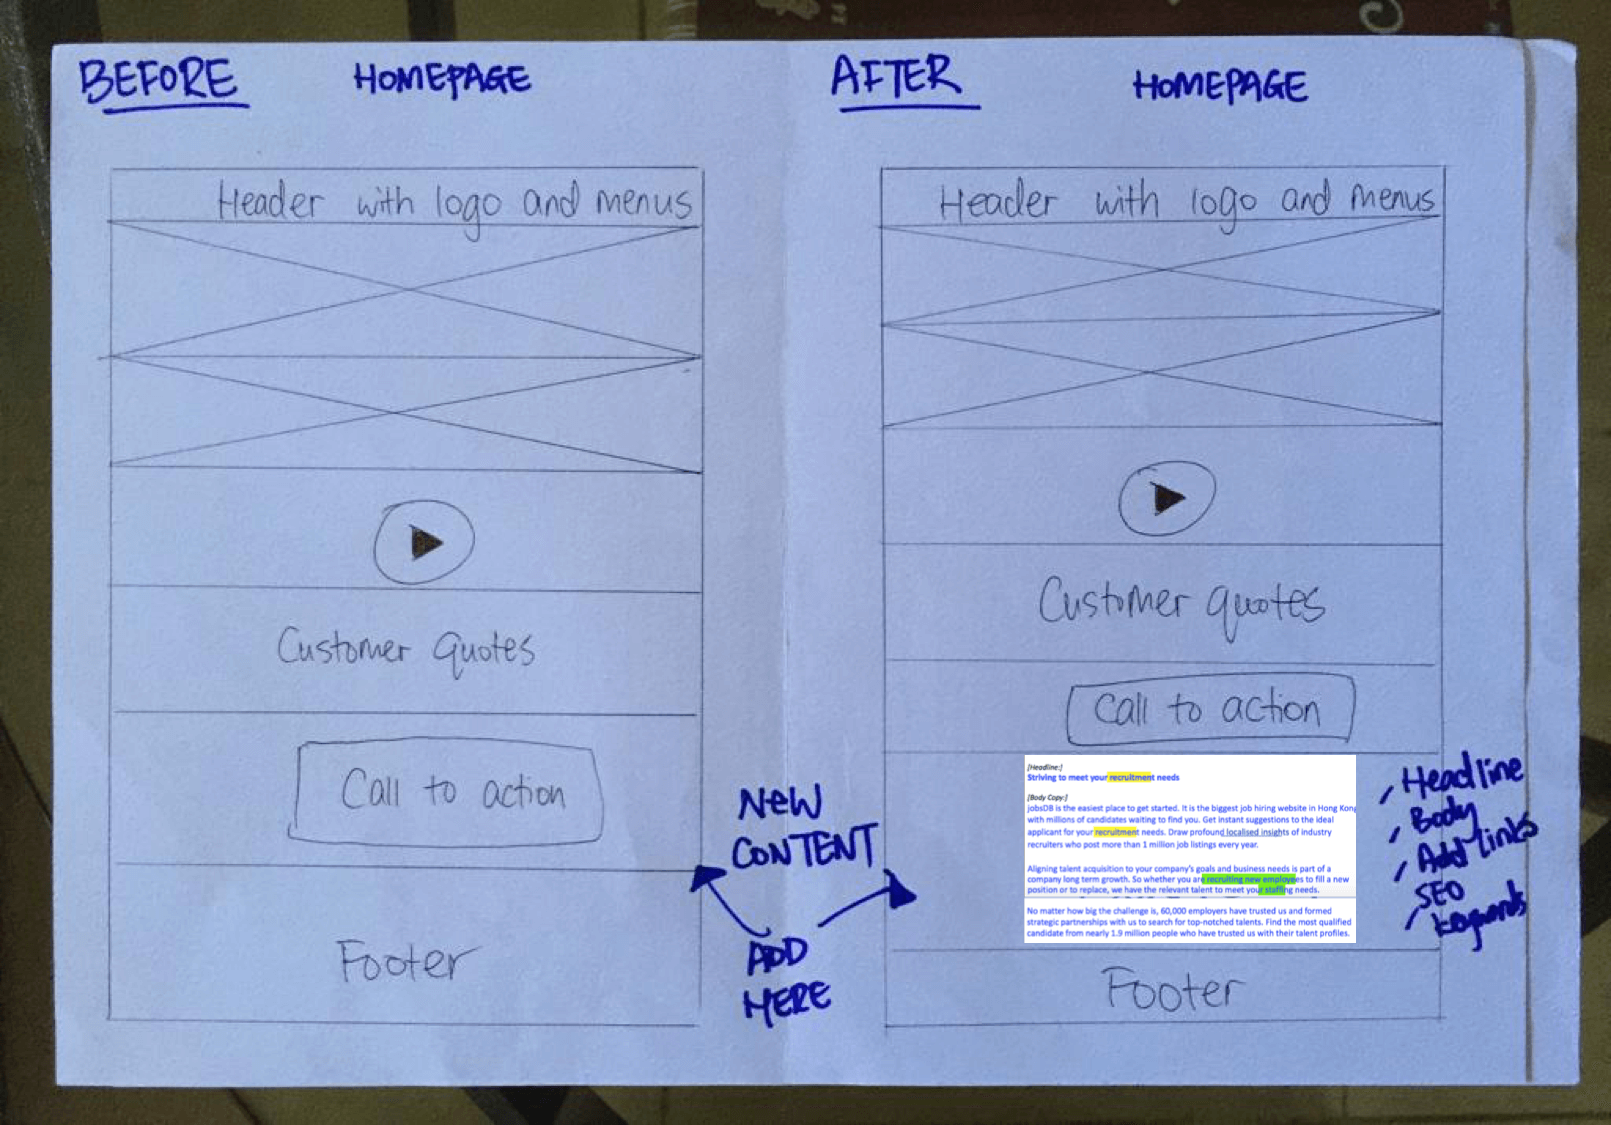 BEFORE
HOMEPAGE
Header with logo and menus
Customer quotes
Call to action
Footer
NEW
CONTENT
ADD
HERE
AFTER
HOMEPAGE
Header with logo and menus
Customer quotes
Call to action
[Headline:]
Striving to meet your recruitment needs
[Body Copy:]
jobsDB is the easiest place to get started. It is the biggest job hiring website in Hong Kong
with millions of candidates waiting to find you. Get instant suggestions to the ideal
applicant for your recruitment needs. Draw profound localised insights of industry
recruiters who post more than 1 million job listings every year.
Aligning talent acquisition to your company's goals and business needs is part of a
company long term growth. So whether you are recruiting new employees to fill a new
position or to replace, we have the relevant talent to meet your staffing needs.
No matter how big the challenge is, 60,000 employers have trusted us and formed
strategic partnerships with us to search for top-notched talents. Find the most qualified
candidate from nearly 1.9 million people who have trusted us with their talent profiles.
Headline
Body
Add links
SEO
keywords
Footer